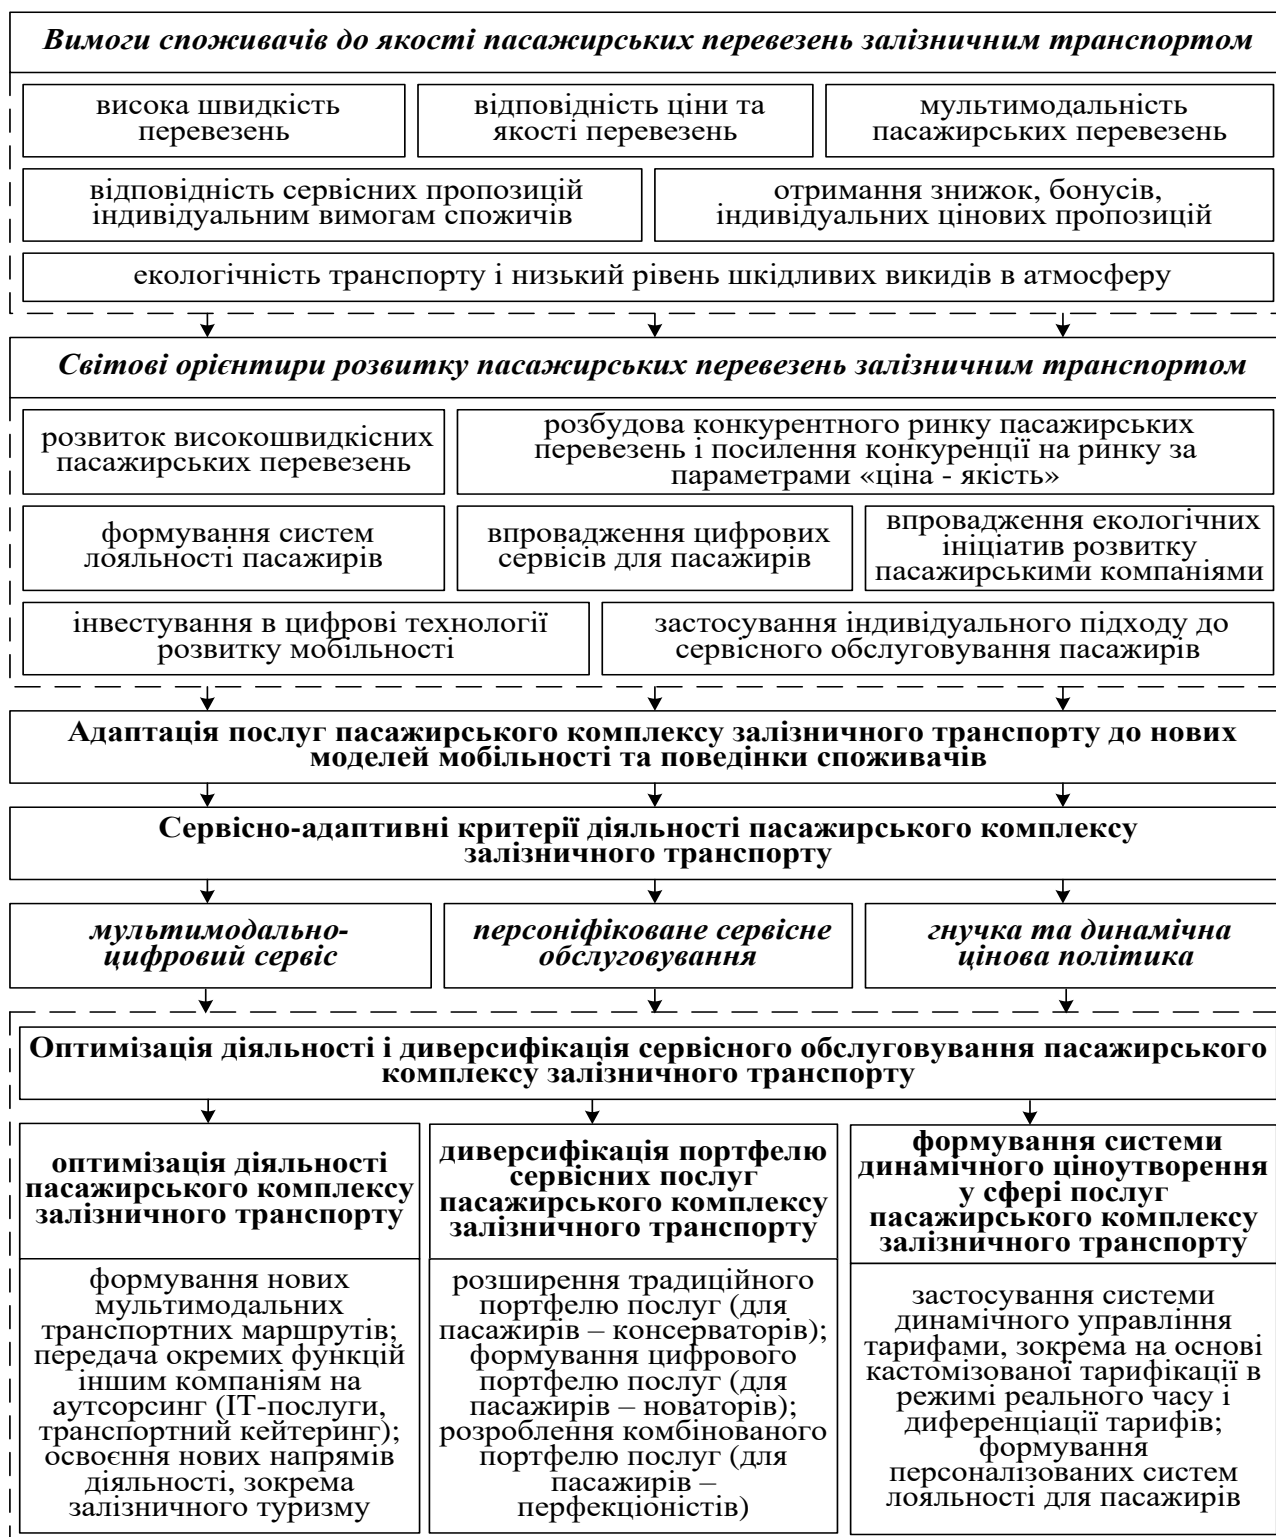 Вимоги споживачів до якості пасажирських перевезень залізничним транспортом
висока швидкість
перевезень
відповідність ціни та
якості перевезень
мультимодальність
пасажирських перевезень
відповідність сервісних пропозицій
індивідуальним вимогам спожичів
отримання знижок, бонусів,
індивідуальних цінових пропозицій
екологічність транспорту і низький рівень шкідливих викидів в атмосферу
Світові орієнтири розвитку пасажирських перевезень залізничним транспортом
розвиток високошвидкісних
пасажирських перевезень
розбудова конкурентного ринку пасажирських
перевезень і посилення конкуренції на ринку за
параметрами «ціна - якість»
формування систем
лояльності пасажирів
впровадження цифрових
сервісів для пасажирів
впровадження екологічних
ініціатив розвитку
пасажирськими компаніями
інвестування в цифрові технології
розвитку мобільності
застосування індивідуального підходу до
сервісного обслуговування пасажирів
Адаптація послуг пасажирського комплексу залізничного транспорту до нових
моделей мобільності та поведінки споживачів
Сервісно-адаптивні критерії діяльності пасажирського комплексу
залізничного транспорту
мультимодально-
цифровий сервіс
персоніфіковане сервісне
обслуговування
гнучка та динамічна
цінова політика
Оптимізація діяльності і диверсифікація сервісного обслуговування пасажирського
комплексу залізничного транспорту
оптимізація діяльності
пасажирського комплексу
залізничного транспорту
формування нових
мультимодальних
транспортних маршрутів;
передача окремих функцій
іншим компаніям на
аутсорсинг (ІТ-послуги,
транспортний кейтеринг);
освоєння нових напрямів
діяльності, зокрема
залізничного туризму
диверсифікація портфелю
сервісних послуг
пасажирського комплексу
залізничного транспорту
розширення традиційного
портфелю послуг (для
пасажирів – консерваторів);
формування цифрового
портфелю послуг (для
пасажирів – новаторів);
розроблення комбінованого
портфелю послуг (для
пасажирів –
перфекціоністів)
формування системи
динамічного ціноутворення
у сфері послуг
пасажирського комплексу
залізничного транспорту
застосування системи
динамічного управління
тарифами, зокрема на основі
кастомізованої тарифікації в
режимі реального часу і
диференціації тарифів;
формування
персоналізованих систем
лояльності для пасажирів